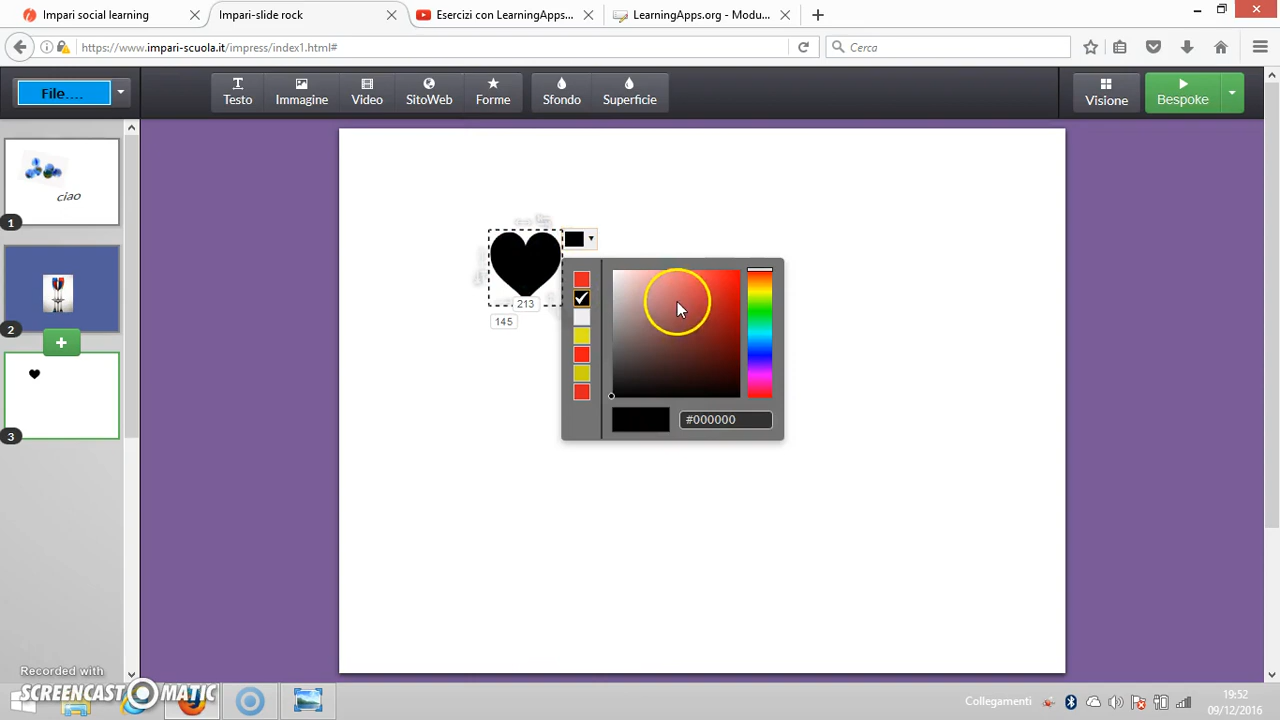 Impari social learning
Impari-slide rock
Esercizi con LearningApps...
LearningApps.org - Modu...
https://www.impari-scuola.it/impress/index1.html#
Cerca
File....
Testo
Immagine
Video
SitoWeb
Forme
Sfondo
Superficie
Visione
Bespoke
ciao
1
2
3
213
145
#000000
Recorded with
SCREENCAST-O-MATIC
Collegamenti
19:52
09/12/2016